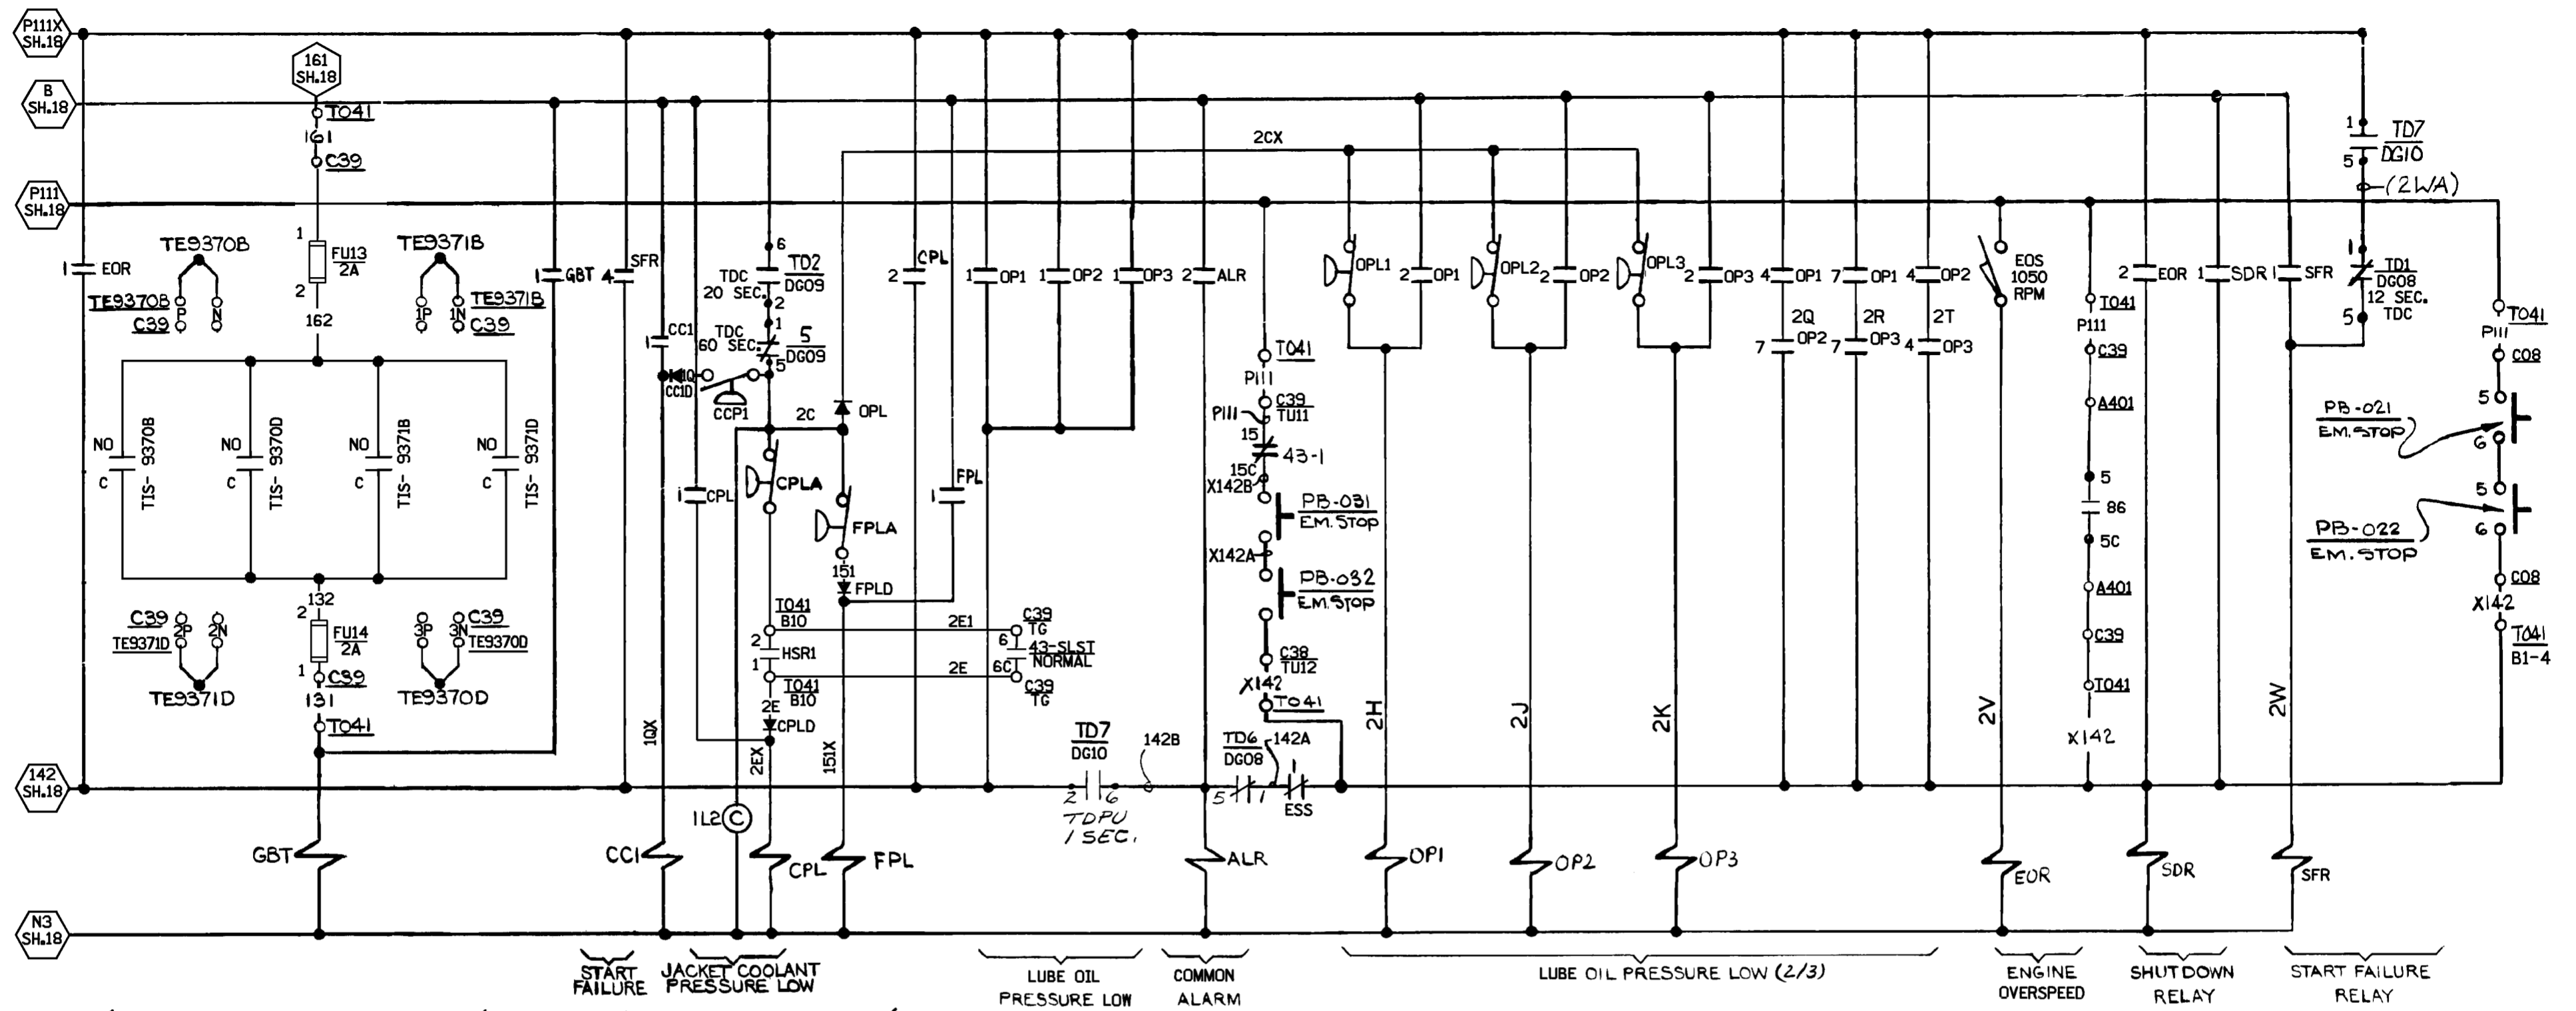 P111X
SH.18
B
SH.18
P111
SH.18
142
SH.18
N3
SH.18
161
SH.18
T041
161
C39
1
FU13
2A
2
162
1 EOR
TE9370B
TE9370B
P
N
C39
TE9371B
TE9371B
1P
1N
C39
NO
C
TIS- 9370B
NO
C
TIS- 9370D
NO
C
TIS- 9371B
NO
C
TIS- 9371D
132
2
FU14
2A
1
C39
131
T041
C39
2P
2N
TE9371D
TE9371D
C39
3P
3N
TE9370D
TE9370D
GBT
1 GBT
4 SFR
CC1
1
1QX
CC1
1Q
CC1D
CCP1
6
TD2
DG09
TDC
20 SEC.
2
1
TDC
60 SEC.
5
DG09
5
2C
OPL
CPLA
FPLA
151
FPLD
1 CPL
1 FPL
2 CPL
T041
B10
2
HSR1
1
T041
B10
2E
CPLD
2EX
151X
2E1
2E
C39
TG
6
43-SLST
NORMAL
6C
C39
TG
1L2 C
CPL
FPL
1 OP1
1 OP2
1 OP3
2 ALR
2CX
TD7
DG10
2 6
TDPU
1 SEC.
142B
TD6
DG08
142A
5 1
1
ESS
ALR
T041
P111
C39
TU11
P111
15
43-1
15C
X142B
PB-031
EM. STOP
X142A
PB-032
EM. STOP
C38
TU12
X142
T041
OPL1
2 OP1
OPL2
2 OP2
OPL3
2 OP3
4 OP1
2Q
7 OP2
7 OP1
2R
7 OP3
4 OP2
2T
4 OP3
2H
2J
2K
OP1
OP2
OP3
EOS
1050
RPM
2V
EOR
T041
P111
C39
A401
5
86
5C
A401
C39
T041
X142
2 EOR
1 SDR
1 SFR
SDR
2W
SFR
1
TD7
DG10
5
(2WA)
1
TD1
DG08
12 SEC.
TDC
5
T041
P111
C08
5
PB-021
EM. STOP
6
5
PB-022
EM. STOP
6
C08
X142
T041
B1-4
START
FAILURE
JACKET COOLANT
PRESSURE LOW
LUBE OIL
PRESSURE LOW
COMMON
ALARM
LUBE OIL PRESSURE LOW (2/3)
ENGINE
OVERSPEED
SHUTDOWN
RELAY
START FAILURE
RELAY